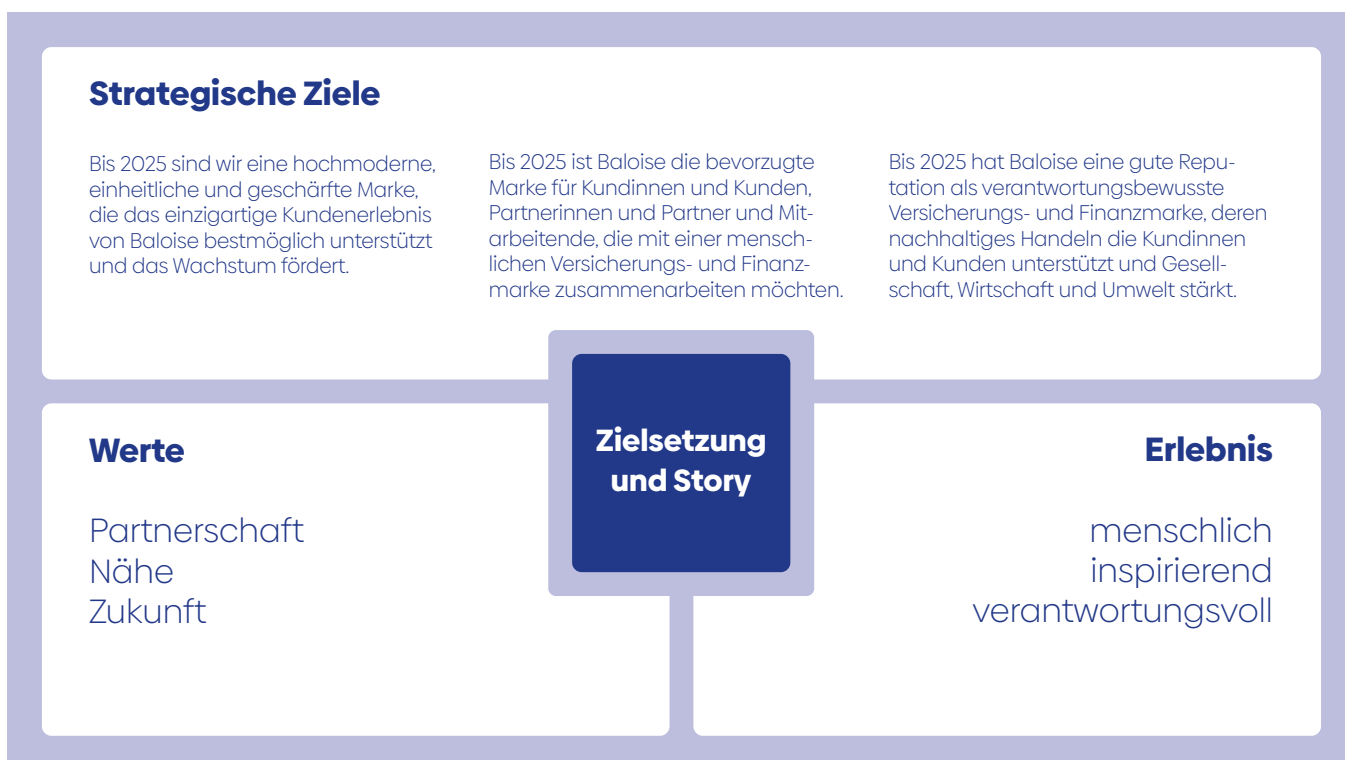 Strategische Ziele
Bis 2025 sind wir eine hochmoderne,
einheitliche und geschärfte Marke,
die das einzigartige Kundenerlebnis
von Baloise bestmöglich unterstützt
und das Wachstum fördert.
Bis 2025 ist Baloise die bevorzugte
Marke für Kundinnen und Kunden,
Partnerinnen und Partner und Mit-
arbeitende, die mit einer mensch-
lichen Versicherungs- und Finanz-
marke zusammenarbeiten möchten.
Bis 2025 hat Baloise eine gute Repu-
tation als verantwortungsbewusste
Versicherungs- und Finanzmarke, deren
nachhaltiges Handeln die Kundinnen
und Kunden unterstützt und Gesell-
schaft, Wirtschaft und Umwelt stärkt.
Zielsetzung
und Story
Werte
Partnerschaft
Nähe
Zukunft
Erlebnis
menschlich
inspirierend
verantwortungsvoll